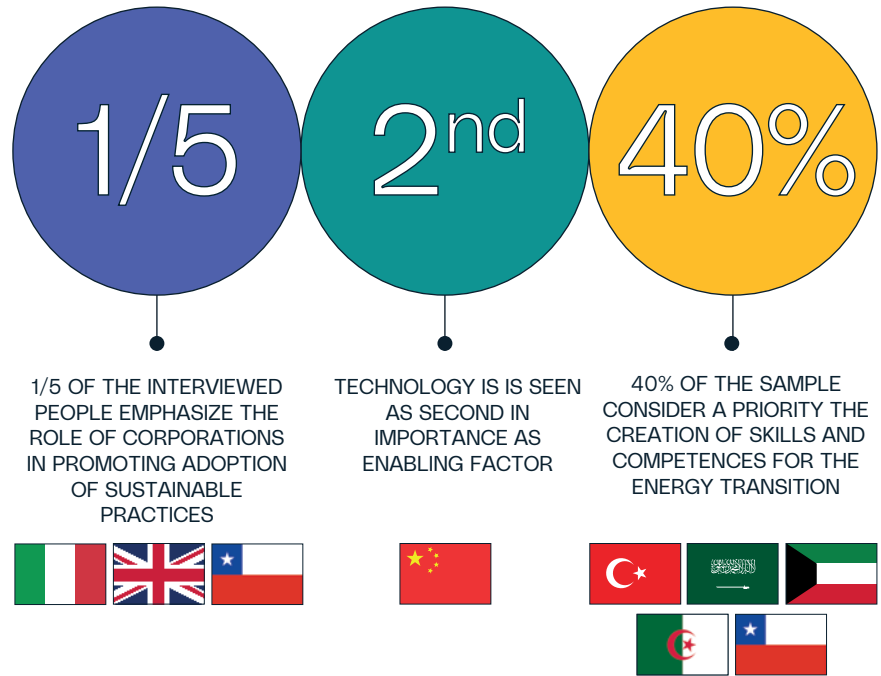 1/5
1/5 OF THE INTERVIEWED
PEOPLE EMPHASIZE THE
ROLE OF CORPORATIONS
IN PROMOTING ADOPTION
OF SUSTAINABLE
PRACTICES
2nd
TECHNOLOGY IS IS SEEN
AS SECOND IN
IMPORTANCE AS
ENABLING FACTOR
40%
40% OF THE SAMPLE
CONSIDER A PRIORITY THE
CREATION OF SKILLS AND
COMPETENCES FOR THE
ENERGY TRANSITION